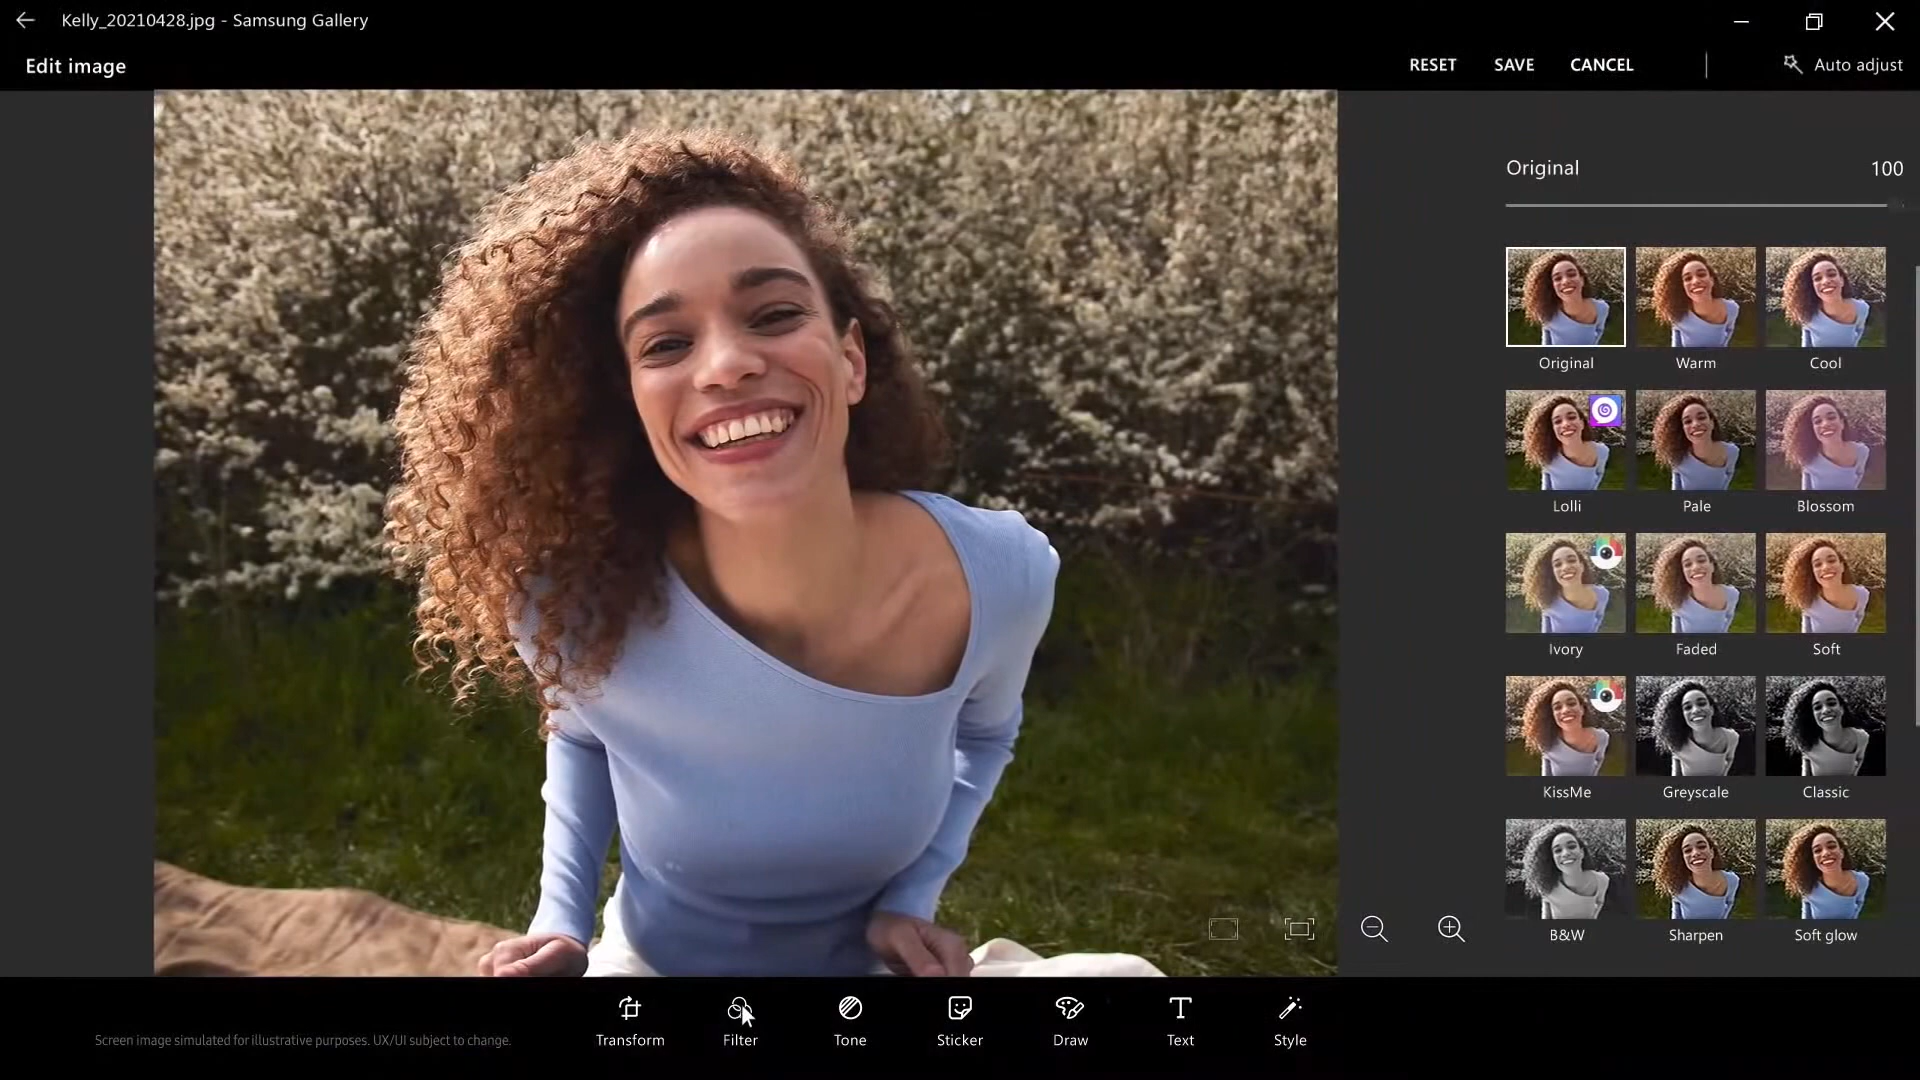 Kelly_20210428.jpg - Samsung Gallery
Edit image
RESET SAVE CANCEL Auto adjust
Original 100
Original Warm Cool
Lolli Pale Blossom
Ivory Faded Soft
KissMe Greyscale Classic
B&W Sharpen Soft glow
Transform Filter Tone Sticker Draw Text Style
Screen image simulated for illustrative purposes. UX/UI subject to change.